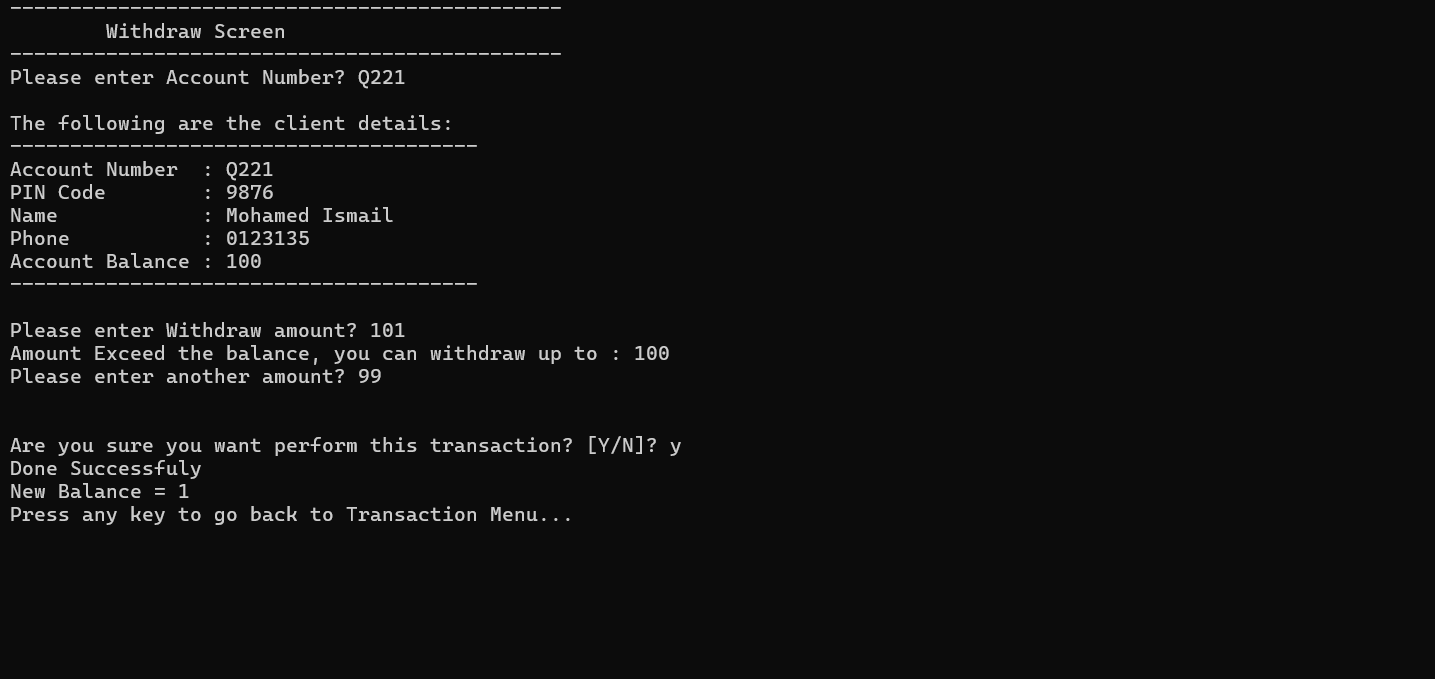 ----------------------------------------------
        Withdraw Screen
----------------------------------------------
Please enter Account Number? Q221

The following are the client details:
---------------------------------------
Account Number  : Q221
PIN Code        : 9876
Name            : Mohamed Ismail
Phone           : 0123135
Account Balance : 100
---------------------------------------

Please enter Withdraw amount? 101
Amount Exceed the balance, you can withdraw up to : 100
Please enter another amount? 99


Are you sure you want perform this transaction? [Y/N]? y
Done Successfuly
New Balance = 1
Press any key to go back to Transaction Menu...